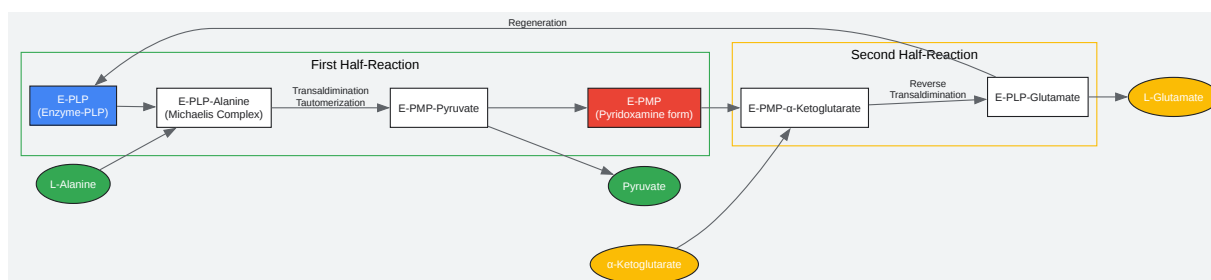 Regeneration
First Half-Reaction
Second Half-Reaction
E-PLP
(Enzyme-PLP)
E-PLP-Alanine
(Michaelis Complex)
Transaldimination
Tautomerization
E-PMP-Pyruvate
E-PMP
(Pyridoxamine form)
E-PMP-α-Ketoglutarate
Reverse
Transaldimination
E-PLP-Glutamate
L-Glutamate
L-Alanine
Pyruvate
α-Ketoglutarate